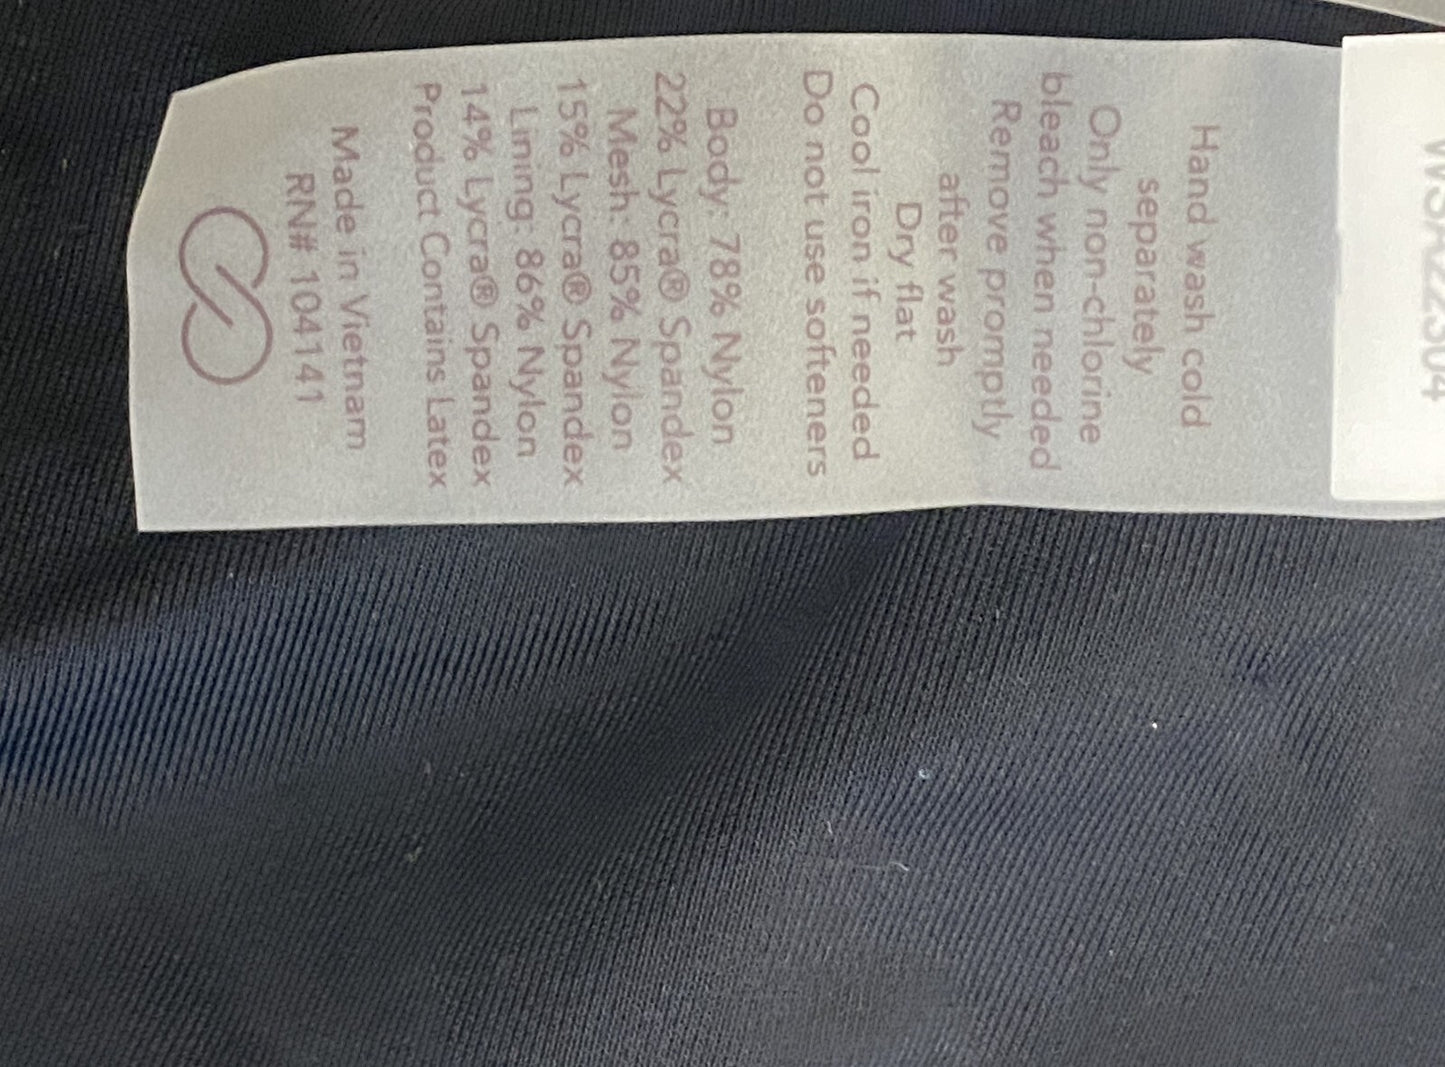 Hand wash cold
separately
Only non-chlorine
bleach when needed
Remove promptly
after wash
Dry flat
Cool iron if needed
Do not use softeners
Body: 78% Nylon
22% Lycra® Spandex
Mesh: 85% Nylon
15% Lycra® Spandex
Lining: 86% Nylon
14% Lycra® Spandex
Product Contains Latex
Made in Vietnam
RN# 104141